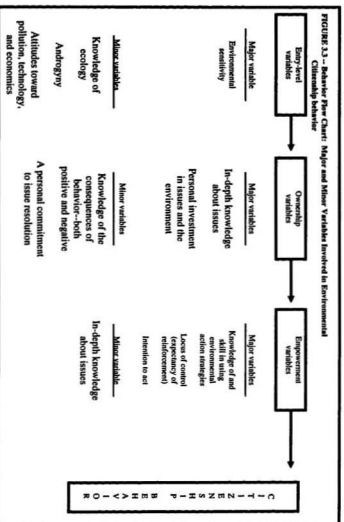 FIGURE 3.3 -- Behavior Flow Chart: Major and Minor Variables Involved in Environmental
Citizenship behavior
Entry-level
variables
Ownership
variables
Empowerment
variables
CITIZENSHIP BEHAVIOR
Major variable
Environmental
sensitivity
Minor variables
Knowledge of
ecology
Androgyny
Attitudes toward
pollution, technology,
and economics
Major variables
In-depth knowledge
about issues
Personal investment
in issues and the
environment
Minor variables
Knowledge of the
consequences of
behavior--both
positive and negative
A personal commitment
to issue resolution
Major variables
Knowledge of and
skill in using
environmental
action strategies
Locus of control
(expectancy of
reinforcement)
Intention to act
Minor variable
In-depth knowledge
about issues